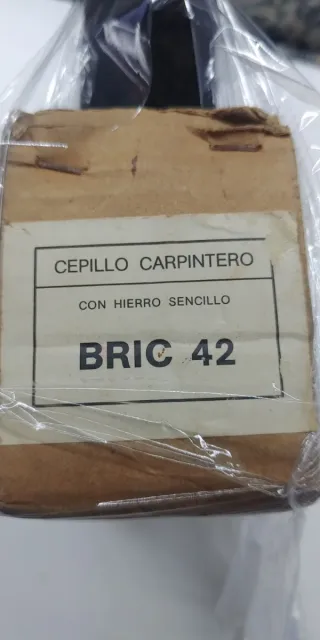 CEPILLO CARPINTERO
CON HIERRO SENCILLO
BRIC 42